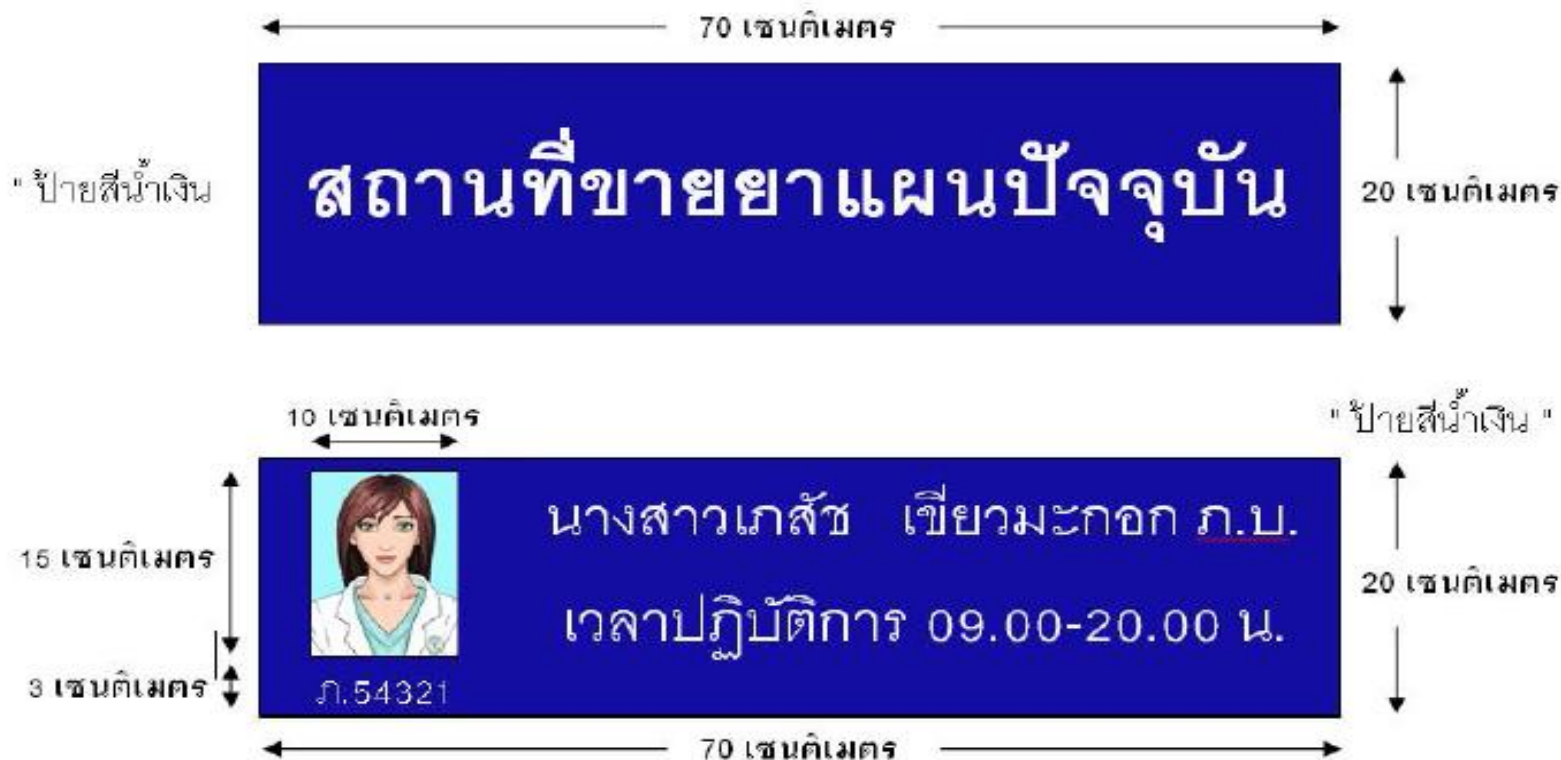 70 เซนติเมตร
" ป้ายสีน้ำเงิน
สถานที่ขายยาแผนปัจจุบัน
20 เซนติเมตร
10 เซนติเมตร
" ป้ายสีน้ำเงิน "
15 เซนติเมตร
นางสาวเภสัช เขียวมะกอก ภ.บ.
เวลาปฏิบัติการ 09.00-20.00 น.
20 เซนติเมตร
3 เซนติเมตร
ภ.54321
70 เซนติเมตร